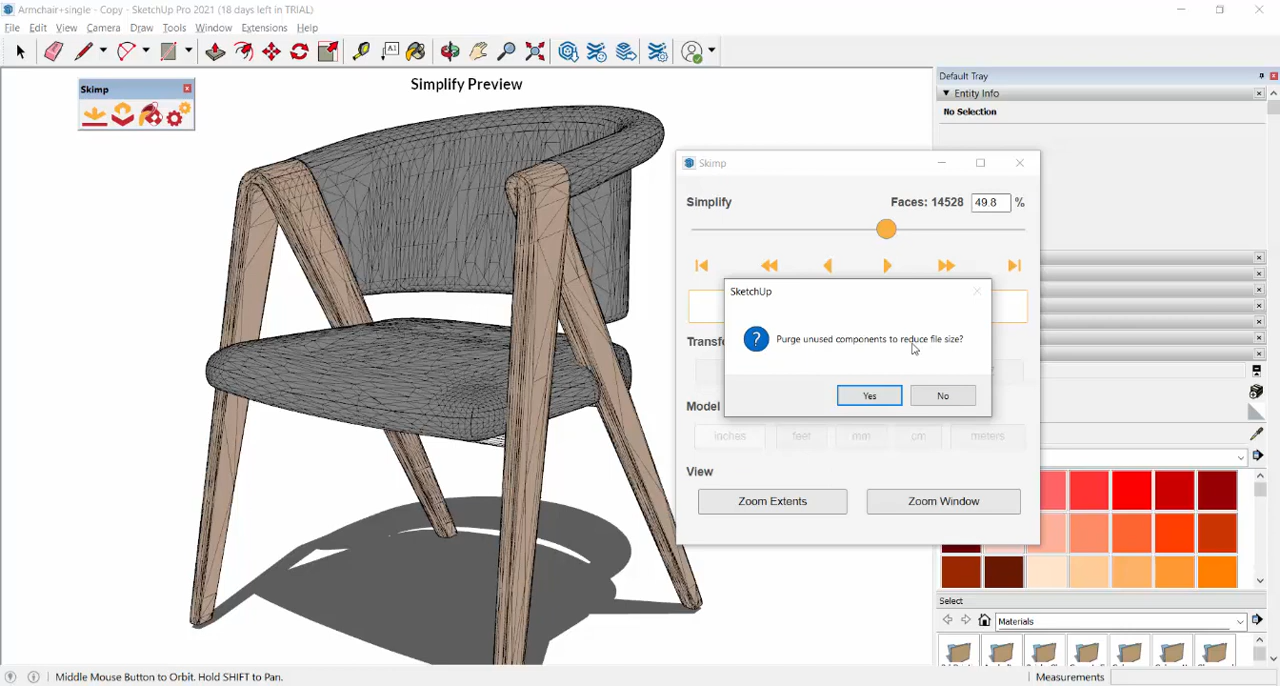 Armchair+single - Copy - SketchUp Pro 2021 (18 days left in TRIAL)
File Edit View Camera Draw Tools Window Extensions Help
Default Tray
Entity Info
No Selection
Skimp
Simplify Preview
Skimp
Simplify
Faces: 14528
49.8 %
SketchUp
Purge unused components to reduce file size?
Yes
No
Model
inches feet mm cm meters
View
Zoom Extents
Zoom Window
Select
Materials
Middle Mouse Button to Orbit. Hold SHIFT to Pan.
Measurements